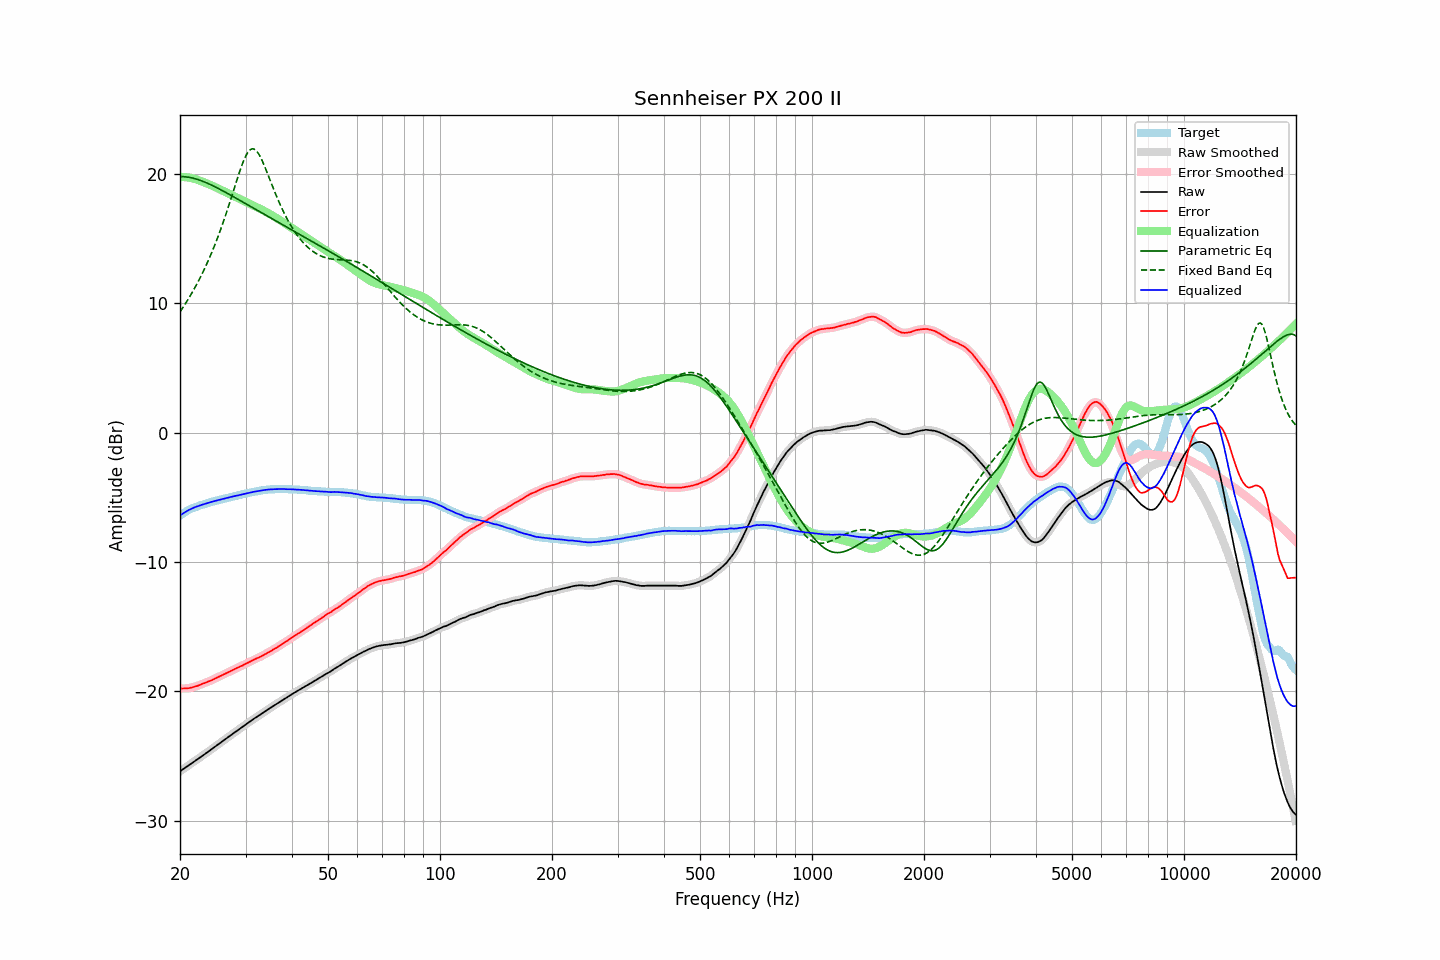 Sennheiser PX 200 II
Amplitude (dBr)
20
10
0
−10
−20
−30
Target
Raw Smoothed
Error Smoothed
Raw
Error
Equalization
Parametric Eq
Fixed Band Eq
Equalized
20 50 100 200 500 1000 2000 5000 10000 20000
Frequency (Hz)